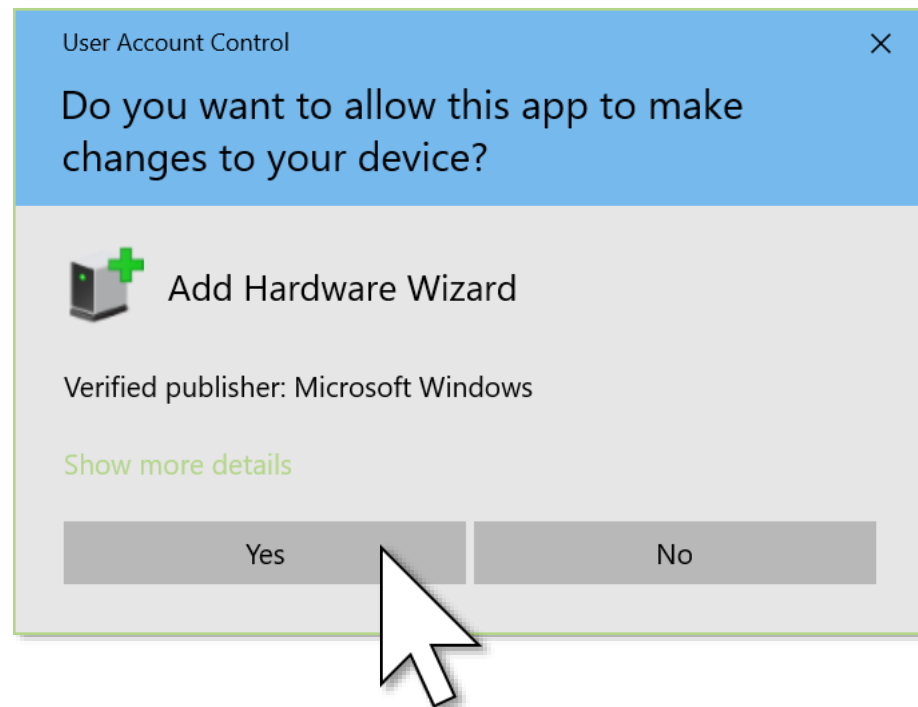 User Account Control
Do you want to allow this app to make
changes to your device?
Add Hardware Wizard
Verified publisher: Microsoft Windows
Show more details
Yes
No